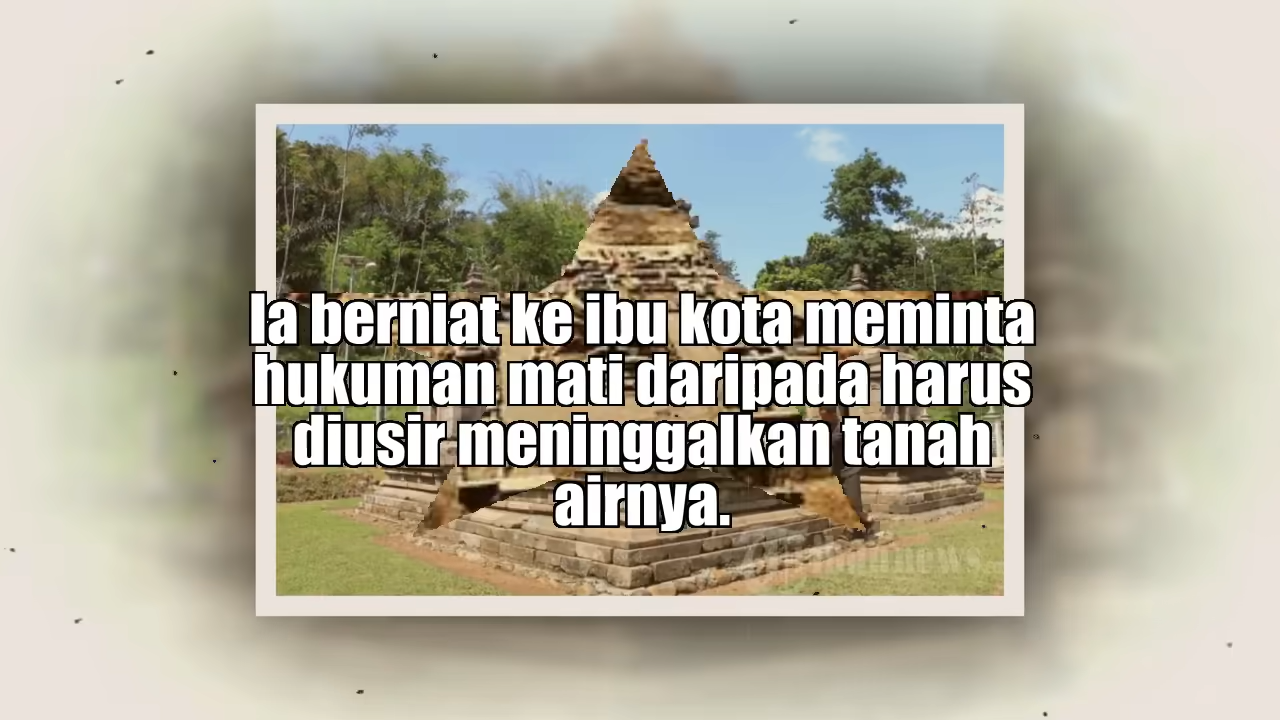 Ia berniat ke ibu kota meminta
hukuman mati daripada harus
diusir meninggalkan tanah
airnya.